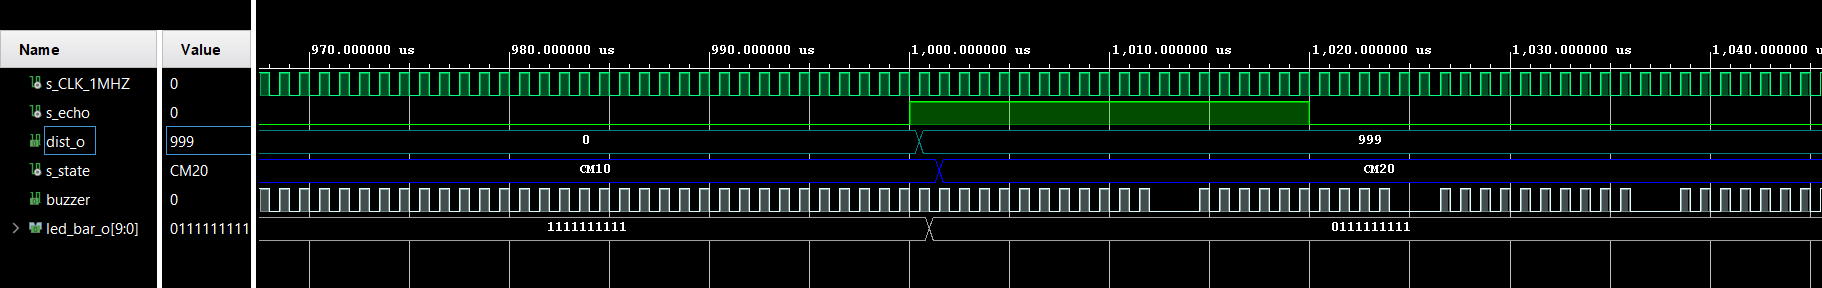 Name Value
970.000000 us 980.000000 us 990.000000 us 1,000.000000 us 1,010.000000 us 1,020.000000 us 1,030.000000 us 1,040.000000 u
s_CLK_1MHZ 0
s_echo 0
dist_o 999 0 999
s_state CM20 CM10 CM20
buzzer 0
led_bar_o[9:0] 0111111111 1111111111 0111111111